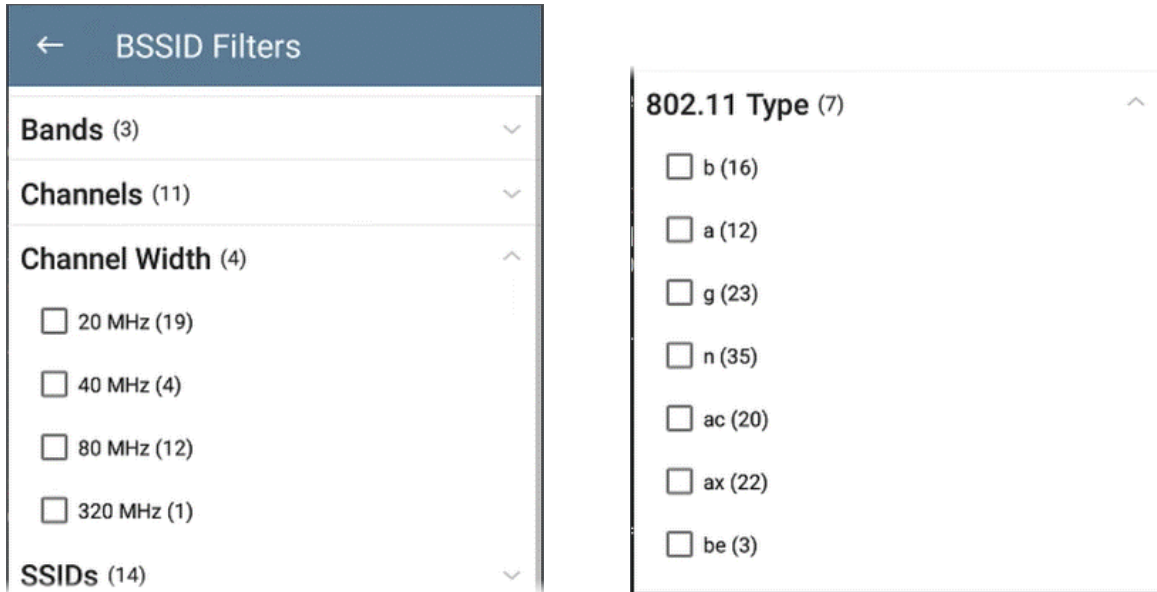 BSSID Filters
Bands (3)
Channels (11)
Channel Width (4)
20 MHz (19)
40 MHz (4)
80 MHz (12)
320 MHz (1)
SSIDs (14)
802.11 Type (7)
b (16)
a (12)
g (23)
n (35)
ac (20)
ax (22)
be (3)